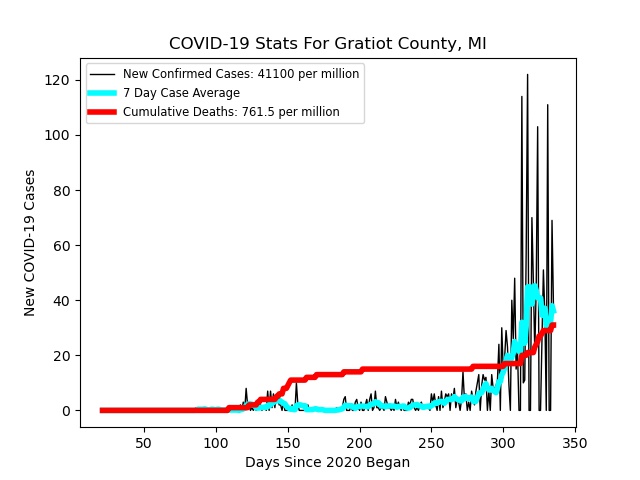 COVID-19 Stats For Gratiot County, MI
New Confirmed Cases: 41100 per million
7 Day Case Average
Cumulative Deaths: 761.5 per million
New COVID-19 Cases
120
100
80
60
40
20
0
50 100 150 200 250 300 350
Days Since 2020 Began